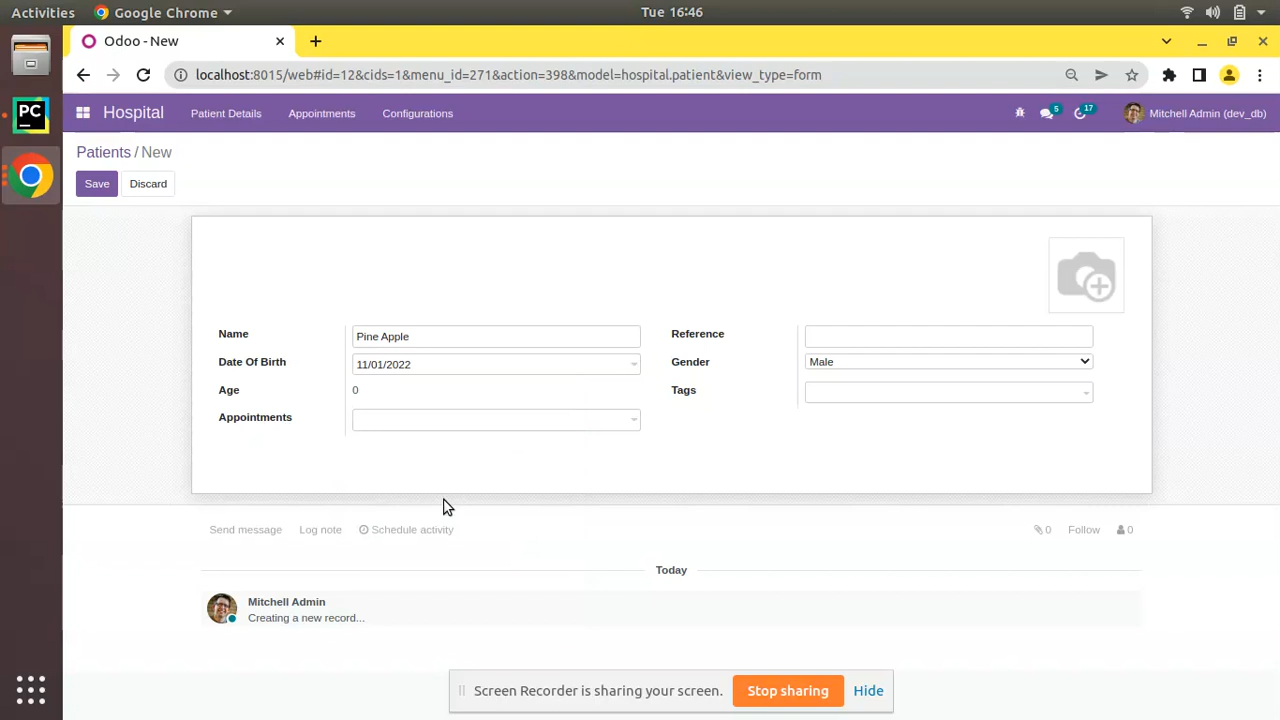 Activities Google Chrome Tue 16:46
Odoo - New
localhost:8015/web#id=12&cids=1&menu_id=271&action=398&model=hospital.patient&view_type=form
PC
Hospital Patient Details Appointments Configurations 5 17 Mitchell Admin (dev_db)
Patients / New
Save Discard
Name Pine Apple Reference
Date Of Birth 11/01/2022 Gender Male
Age 0 Tags
Appointments
Send message Log note Schedule activity 0 Follow 0
Today
Mitchell Admin
Creating a new record...
Screen Recorder is sharing your screen. Stop sharing Hide